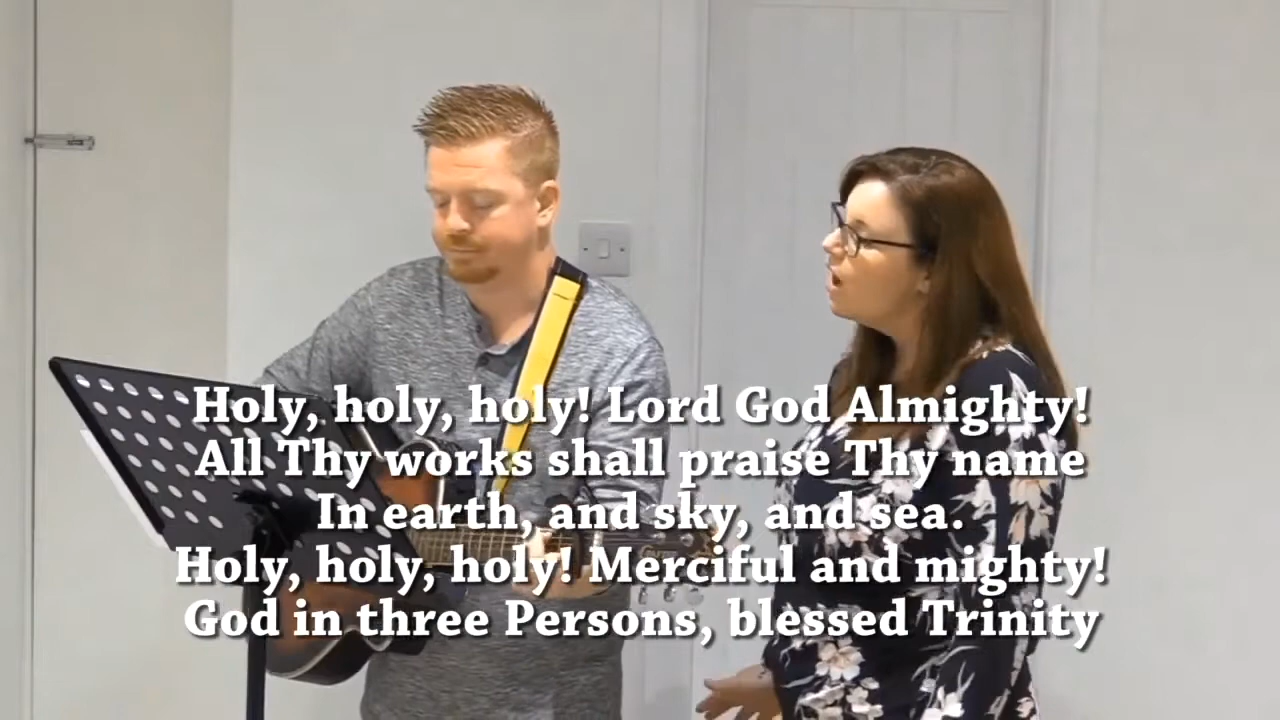 Holy, holy, holy! Lord God Almighty!
All Thy works shall praise Thy name
In earth, and sky, and sea.
Holy, holy, holy! Merciful and mighty!
God in three Persons, blessed Trinity